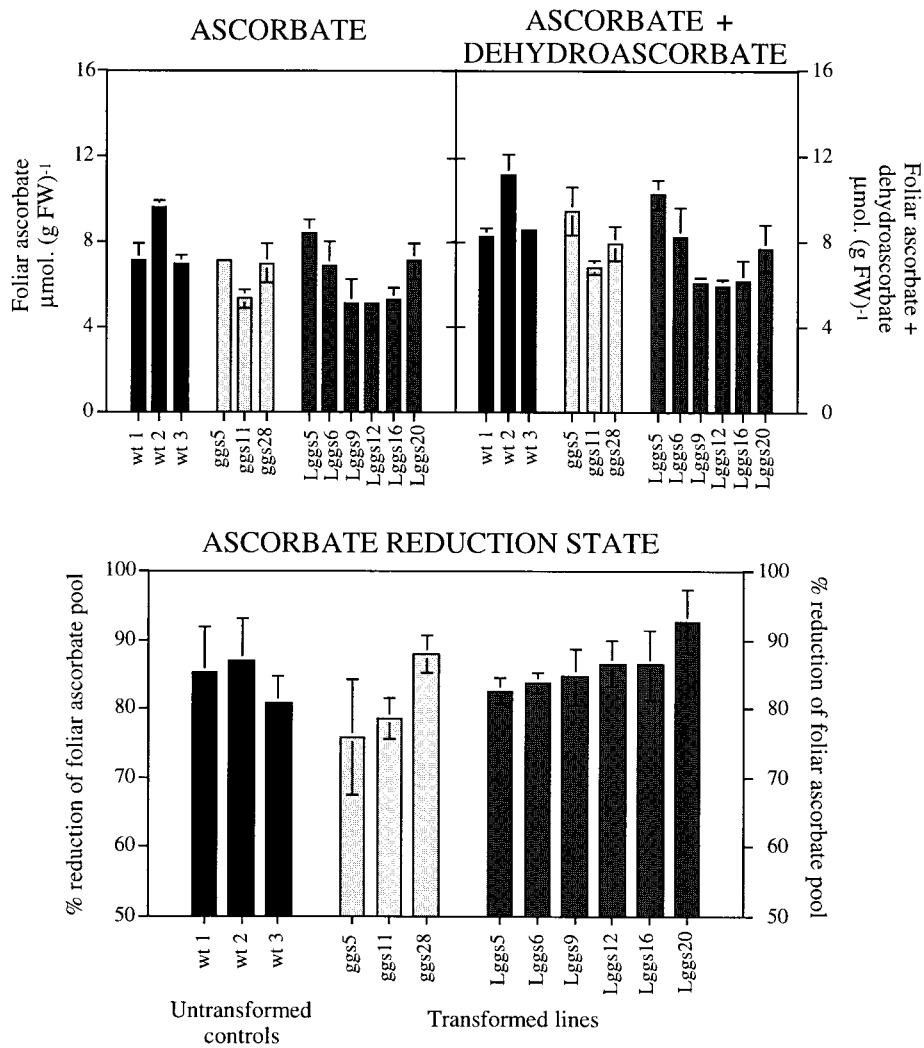 ASCORBATE
ASCORBATE +
DEHYDROASCORBATE
16
12
8
4
0
Foliar ascorbate
μmol. (g FW)-1
16
12
8
4
0
Foliar ascorbate +
dehydroascorbate
μmol. (g FW)-1
wt 1
wt 2
wt 3
ggs5
ggs11
ggs28
Lggs5
Lggs6
Lggs9
Lggs12
Lggs16
Lggs20
wt 1
wt 2
wt 3
ggs5
ggs11
ggs28
Lggs5
Lggs6
Lggs9
Lggs12
Lggs16
Lggs20
ASCORBATE REDUCTION STATE
100
90
80
70
60
50
% reduction of foliar ascorbate pool
100
90
80
70
60
50
% reduction of foliar ascorbate pool
wt 1
wt 2
wt 3
ggs5
ggs11
ggs28
Lggs5
Lggs6
Lggs9
Lggs12
Lggs16
Lggs20
Untransformed
controls
Transformed lines